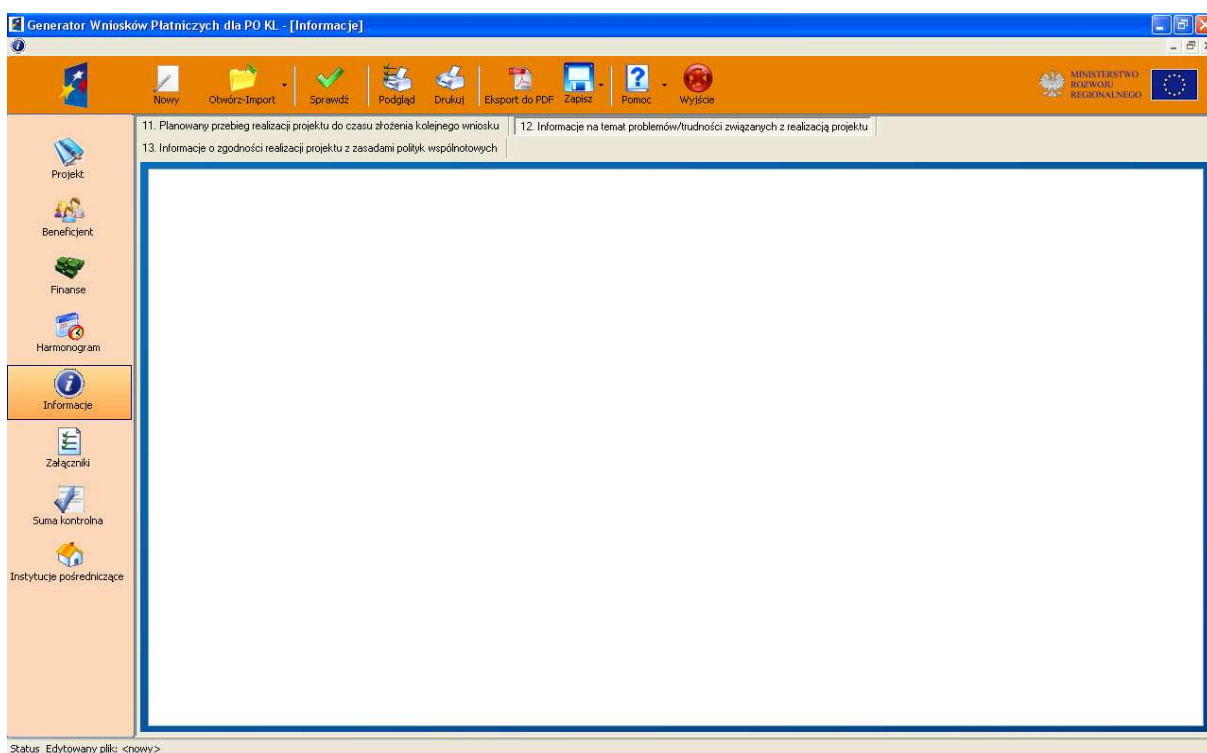 Generator Wniosków Płatniczych dla PO KL - [Informacje]
Nowy Otwórz-Import Sprawdź Podgląd Drukuj Eksport do PDF Zapisz Pomoc Wyjście
MINISTERSTWO
ROZWOJU
REGIONALNEGO
11. Planowany przebieg realizacji projektu do czasu złożenia kolejnego wniosku 12. Informacje na temat problemów/trudności związanych z realizacją projektu
13. Informacje o zgodności realizacji projektu z zasadami polityk wspólnotowych
Projekt
Beneficjent
Finanse
Harmonogram
Informacje
Załączniki
Suma kontrolna
Instytucje pośredniczące
Status Edytowany plik: <nowy>